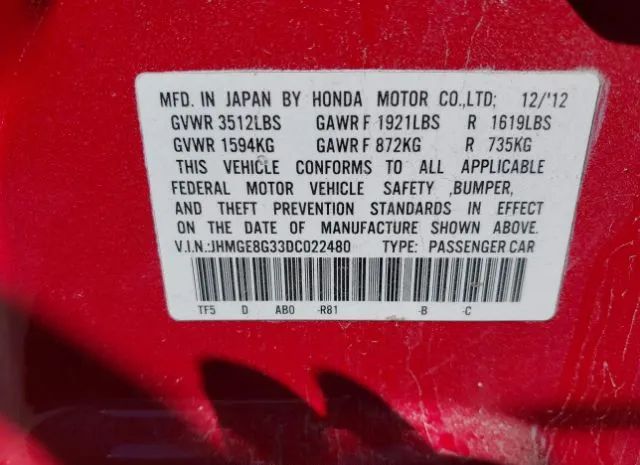 MFD. IN JAPAN BY HONDA MOTOR CO.,LTD; 12/'12
GVWR 3512LBS GAWR F 1921LBS R 1619LBS
GVWR 1594KG GAWR F 872KG R 735KG
THIS VEHICLE CONFORMS TO ALL APPLICABLE
FEDERAL MOTOR VEHICLE SAFETY ,BUMPER,
AND THEFT PREVENTION STANDARDS IN EFFECT
ON THE DATE OF MANUFACTURE SHOWN ABOVE.
V.I.N.:JHMGE8G33DC022480 TYPE: PASSENGER CAR
TF5 D AB0 -R81 -B -C